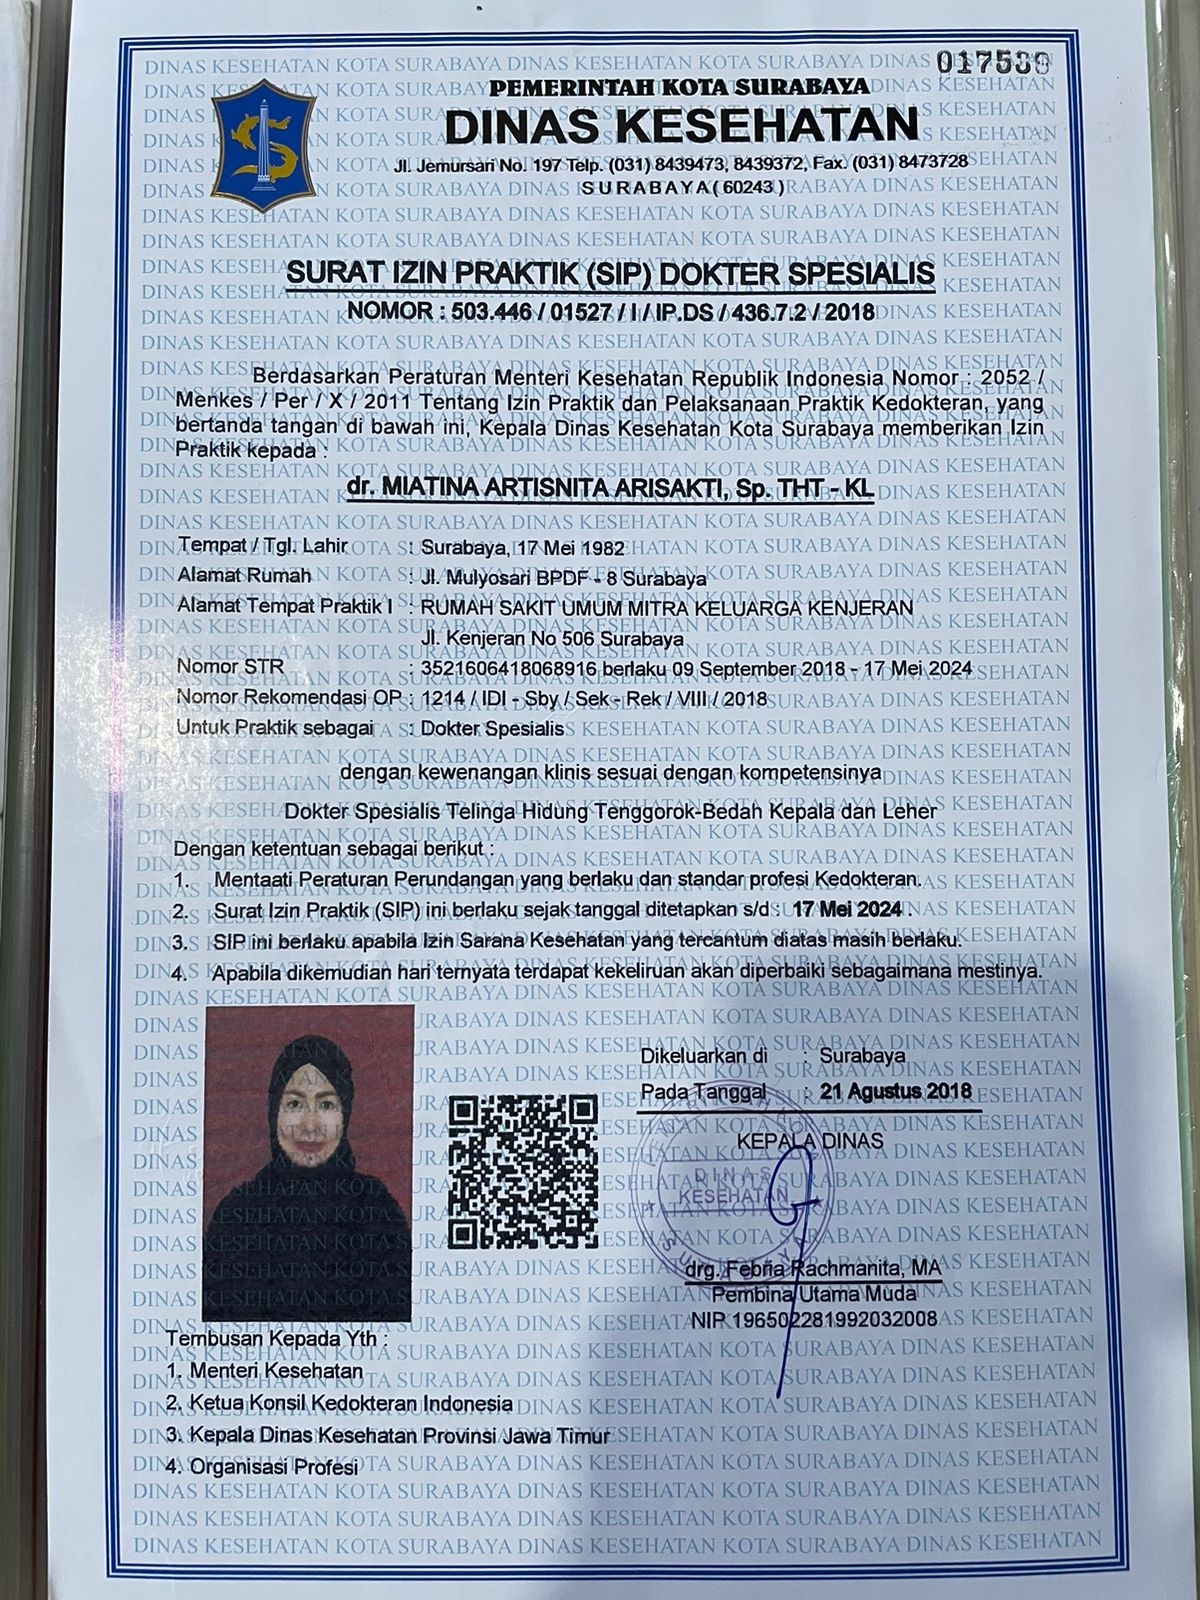 017580
PEMERINTAH KOTA SURABAYA
DINAS KESEHATAN
Jl. Jemursari No. 197 Telp. (031) 8439473, 8439372, Fax. (031) 8473728
SURABAYA ( 60243 )
SURAT IZIN PRAKTIK (SIP) DOKTER SPESIALIS
NOMOR : 503.446 / 01527 / I / IP.DS / 436.7.2 / 2018
Berdasarkan Peraturan Menteri Kesehatan Republik Indonesia Nomor : 2052 /
Menkes / Per / X / 2011 Tentang Izin Praktik dan Pelaksanaan Praktik Kedokteran, yang
bertanda tangan di bawah ini, Kepala Dinas Kesehatan Kota Surabaya memberikan Izin
Praktik kepada :
dr. MIATINA ARTISNITA ARISAKTI, Sp. THT - KL
Tempat / Tgl. Lahir : Surabaya, 17 Mei 1982
Alamat Rumah : Jl. Mulyosari BPDF - 8 Surabaya
Alamat Tempat Praktik I : RUMAH SAKIT UMUM MITRA KELUARGA KENJERAN
Jl. Kenjeran No 506 Surabaya
Nomor STR : 3521606418068916 berlaku 09 September 2018 - 17 Mei 2024
Nomor Rekomendasi OP : 1214 / IDI - Sby / Sek - Rek / VIII / 2018
Untuk Praktik sebagai : Dokter Spesialis
dengan kewenangan klinis sesuai dengan kompetensinya
Dokter Spesialis Telinga Hidung Tenggorok-Bedah Kepala dan Leher
Dengan ketentuan sebagai berikut :
1. Mentaati Peraturan Perundangan yang berlaku dan standar profesi Kedokteran.
2. Surat Izin Praktik (SIP) ini berlaku sejak tanggal ditetapkan s/d : 17 Mei 2024 .
3. SIP ini berlaku apabila Izin Sarana Kesehatan yang tercantum diatas masih berlaku.
4. Apabila dikemudian hari ternyata terdapat kekeliruan akan diperbaiki sebagaimana mestinya.
Dikeluarkan di : Surabaya
Pada Tanggal : 21 Agustus 2018
KEPALA DINAS
DINAS
KESEHATAN
SURABAYA
drg. Febria Rachmanita, MA
Pembina Utama Muda
NIP 196502281992032008
Tembusan Kepada Yth :
1. Menteri Kesehatan
2. Ketua Konsil Kedokteran Indonesia
3. Kepala Dinas Kesehatan Provinsi Jawa Timur
4. Organisasi Profesi
DINAS KESEHATAN KOTA SURABAYA